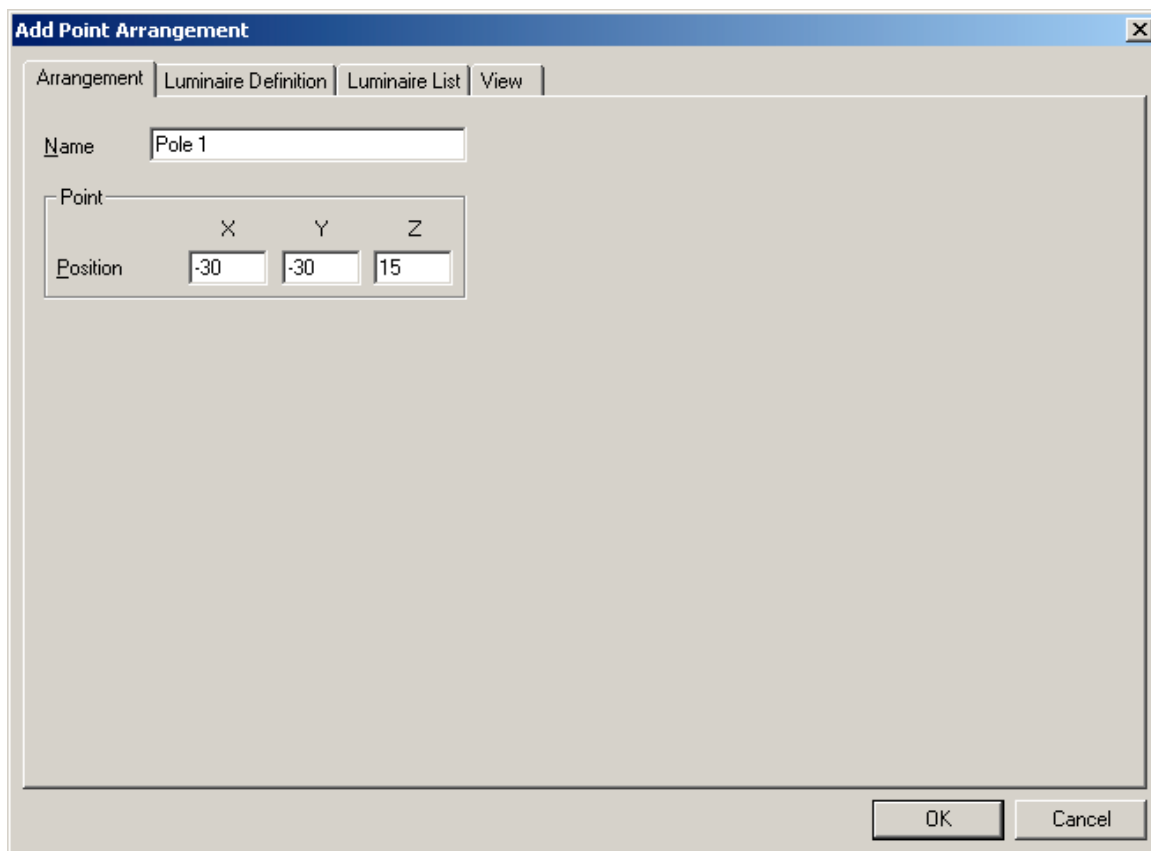 Add Point Arrangement
Arrangement Luminaire Definition Luminaire List View
Name Pole 1
Point
X Y Z
Position -30 -30 15
OK Cancel